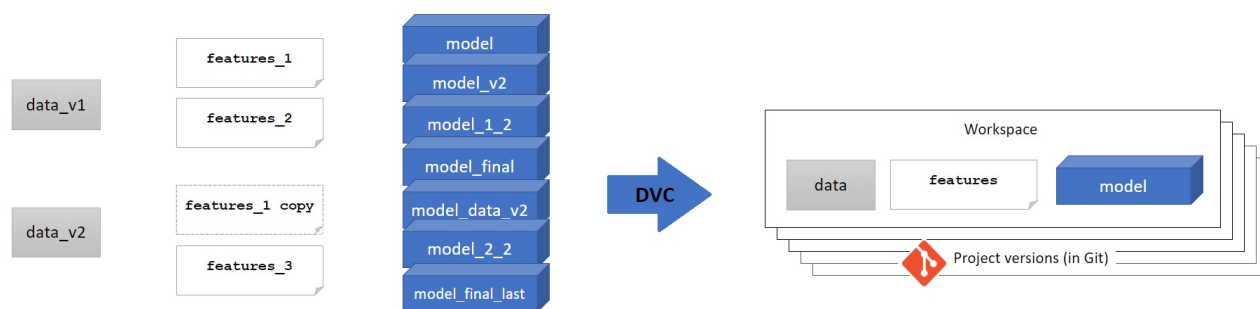 data_v1
data_v2
features_1
features_2
features_1 copy
features_3
model
model_v2
model_1_2
model_final
model_data_v2
model_2_2
model_final_last
DVC
Workspace
data
features
model
Project versions (in Git)